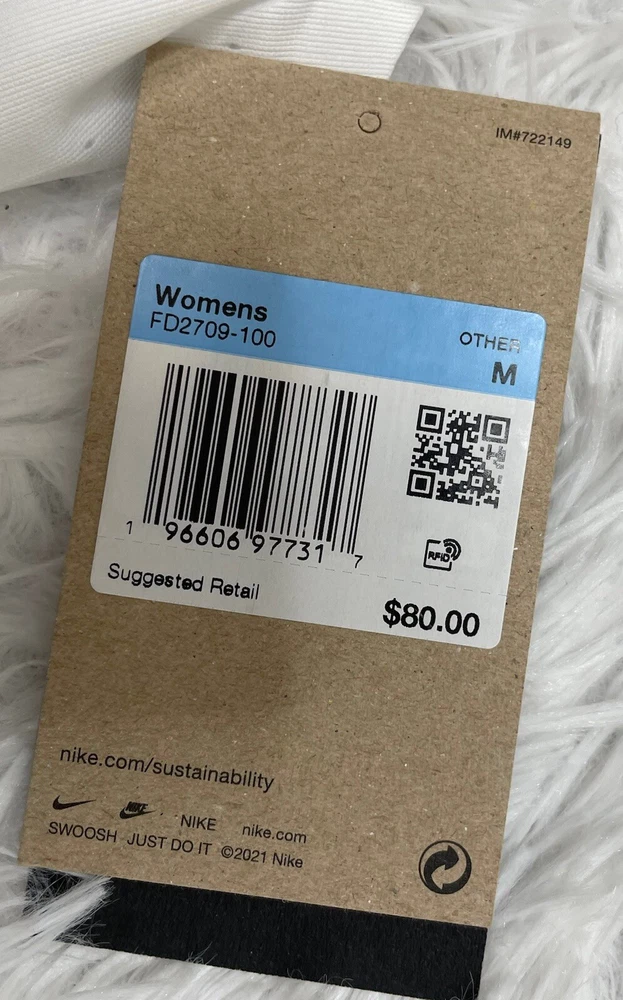 IM#722149
Womens
FD2709-100
OTHER
M
1 96606 97731 7
RFID
Suggested Retail
$80.00
nike.com/sustainability
NIKE NIKE nike.com
SWOOSH JUST DO IT ©2021 Nike